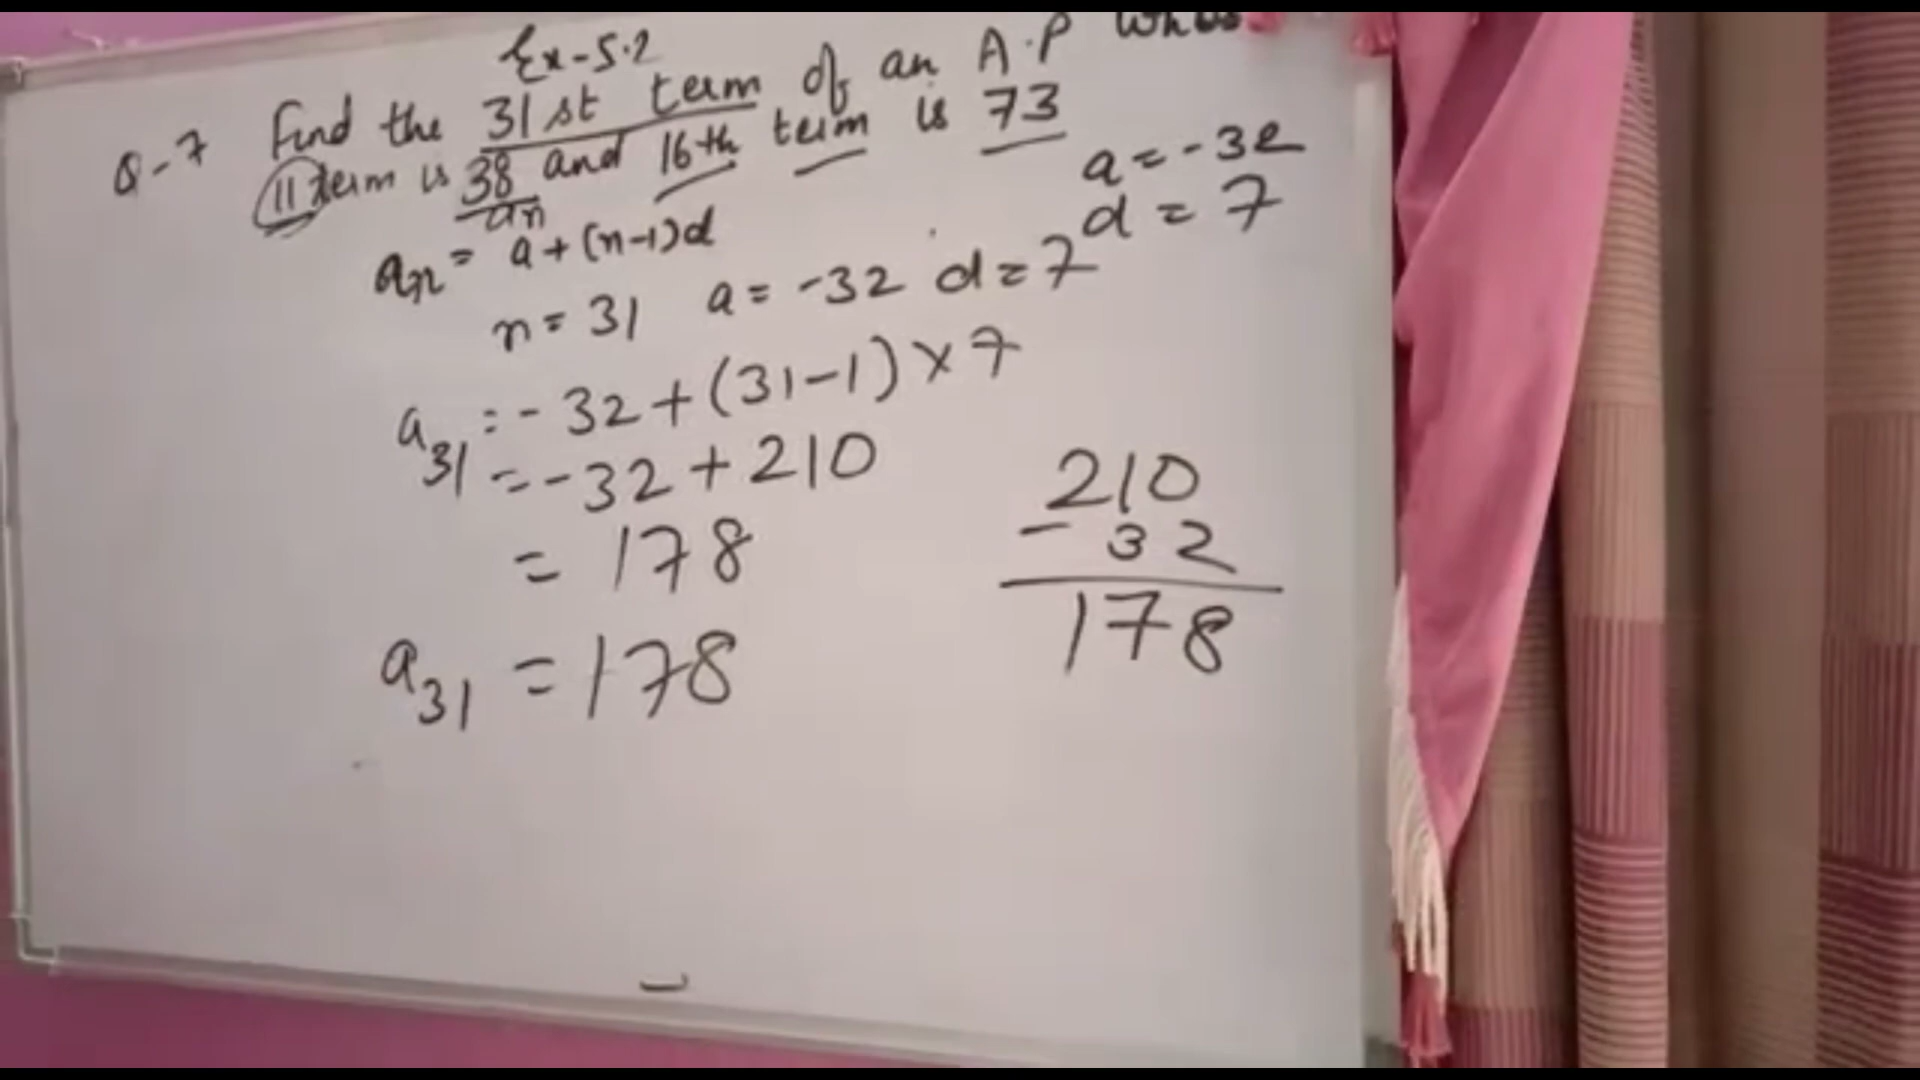 Ex-5.2
Q-7 Find the 31st term of an A.P
11 term is 38 and 16th term is 73
an
a = -32
d = 7
an = a+(n-1)d
n = 31 a = -32 d = 7
a31 = -32+(31-1)×7
= -32+210
= 178
a31 = 178
210
- 32
178